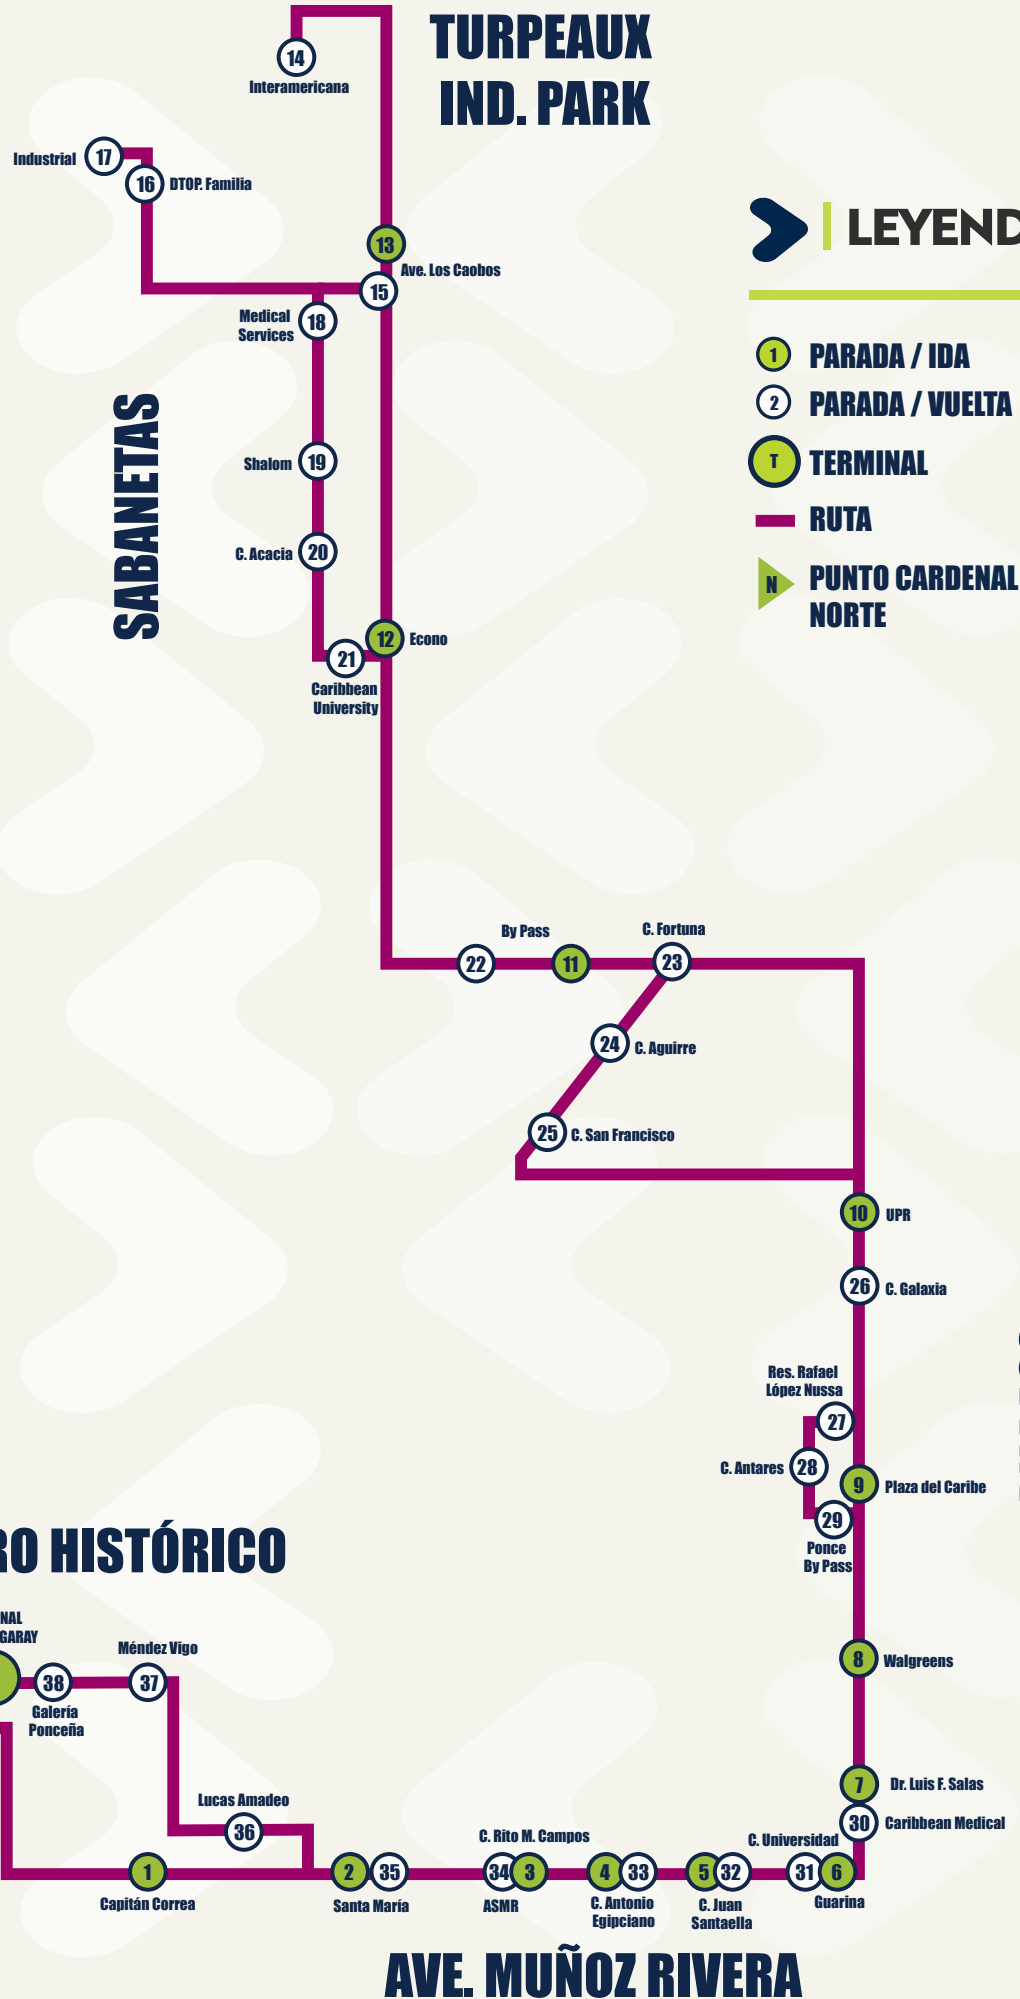 TURPEAUX
IND. PARK
14
Interamericana
Industrial
17
16
DTOP. Familia
13
Ave. Los Caobos
15
Medical
Services
18
SABANETAS
Shalom
19
C. Acacia
20
12
Econo
21
Caribbean
University
LEYEND
1
PARADA / IDA
2
PARADA / VUELTA
T
TERMINAL
RUTA
N
PUNTO CARDENAL
NORTE
By Pass
C. Fortuna
22
11
23
24
C. Aguirre
25
C. San Francisco
10
UPR
26
C. Galaxia
Res. Rafael
López Nussa
27
C. Antares
28
9
Plaza del Caribe
29
Ponce
By Pass
RO HISTÓRICO
NAL
GARAY
Méndez Vigo
38
37
Galería
Ponceña
8
Walgreens
7
Dr. Luis F. Salas
Lucas Amadeo
36
30
Caribbean Medical
C. Rito M. Campos
C. Universidad
1
2
35
34
3
4
33
5
32
31
6
Capitán Correa
Santa María
ASMR
C. Antonio
Egipciano
C. Juan
Santaella
Guarina
AVE. MUÑOZ RIVERA